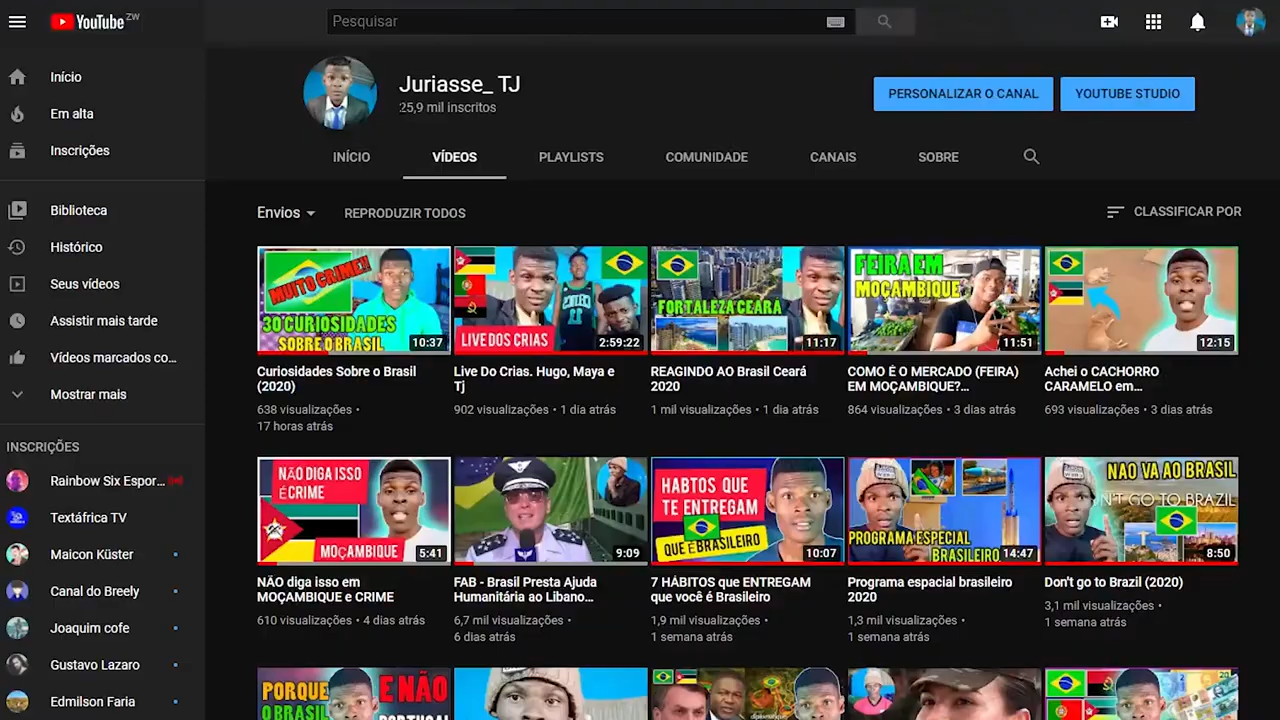 YouTube ZW
Pesquisar
Início
Em alta
Inscrições
Biblioteca
Histórico
Seus vídeos
Assistir mais tarde
Vídeos marcados co...
Mostrar mais
INSCRIÇÕES
Rainbow Six Espor...
Textáfrica TV
Maicon Küster
Canal do Breely
Joaquim cofe
Gustavo Lazaro
Edmilson Faria
Juriasse_ TJ
25,9 mil inscritos
PERSONALIZAR O CANAL
YOUTUBE STUDIO
INÍCIO VÍDEOS PLAYLISTS COMUNIDADE CANAIS SOBRE
Envios
REPRODUZIR TODOS
CLASSIFICAR POR
MUITO CRIME!!
30 CURIOSIDADES
SOBRE O BRASIL
10:37
Curiosidades Sobre o Brasil
(2020)
638 visualizações •
17 horas atrás
LIVE DOS CRIAS
2:59:22
Live Do Crias. Hugo, Maya e
Tj
902 visualizações • 1 dia atrás
FORTALEZA CEARA
11:17
REAGINDO AO Brasil Ceará
2020
1 mil visualizações • 1 dia atrás
FEIRA EM
MOÇAMBIQUE
11:51
COMO É O MERCADO (FEIRA)
EM MOÇAMBIQUE?...
864 visualizações • 3 dias atrás
12:15
Achei o CACHORRO
CARAMELO em...
693 visualizações • 3 dias atrás
NÃO DIGA ISSO
É CRIME
MOÇAMBIQUE
5:41
NÃO diga isso em
MOÇAMBIQUE e CRIME
610 visualizações • 4 dias atrás
9:09
FAB - Brasil Presta Ajuda
Humanitária ao Libano...
6,7 mil visualizações •
6 dias atrás
HABTOS QUE
TE ENTREGAM
QUE É BRASILEIRO
10:07
7 HÁBITOS que ENTREGAM
que você é Brasileiro
1,9 mil visualizações •
1 semana atrás
PROGRAMA ESPECIAL
BRASILEIRO
14:47
Programa espacial brasileiro
2020
1,3 mil visualizações •
1 semana atrás
NAO VA AO BRASIL
N'T GO TO BRAZIL
8:50
Don't go to Brazil (2020)
3,1 mil visualizações •
1 semana atrás
PORQUE
O BRASIL
E NÃO
PORTUGAL